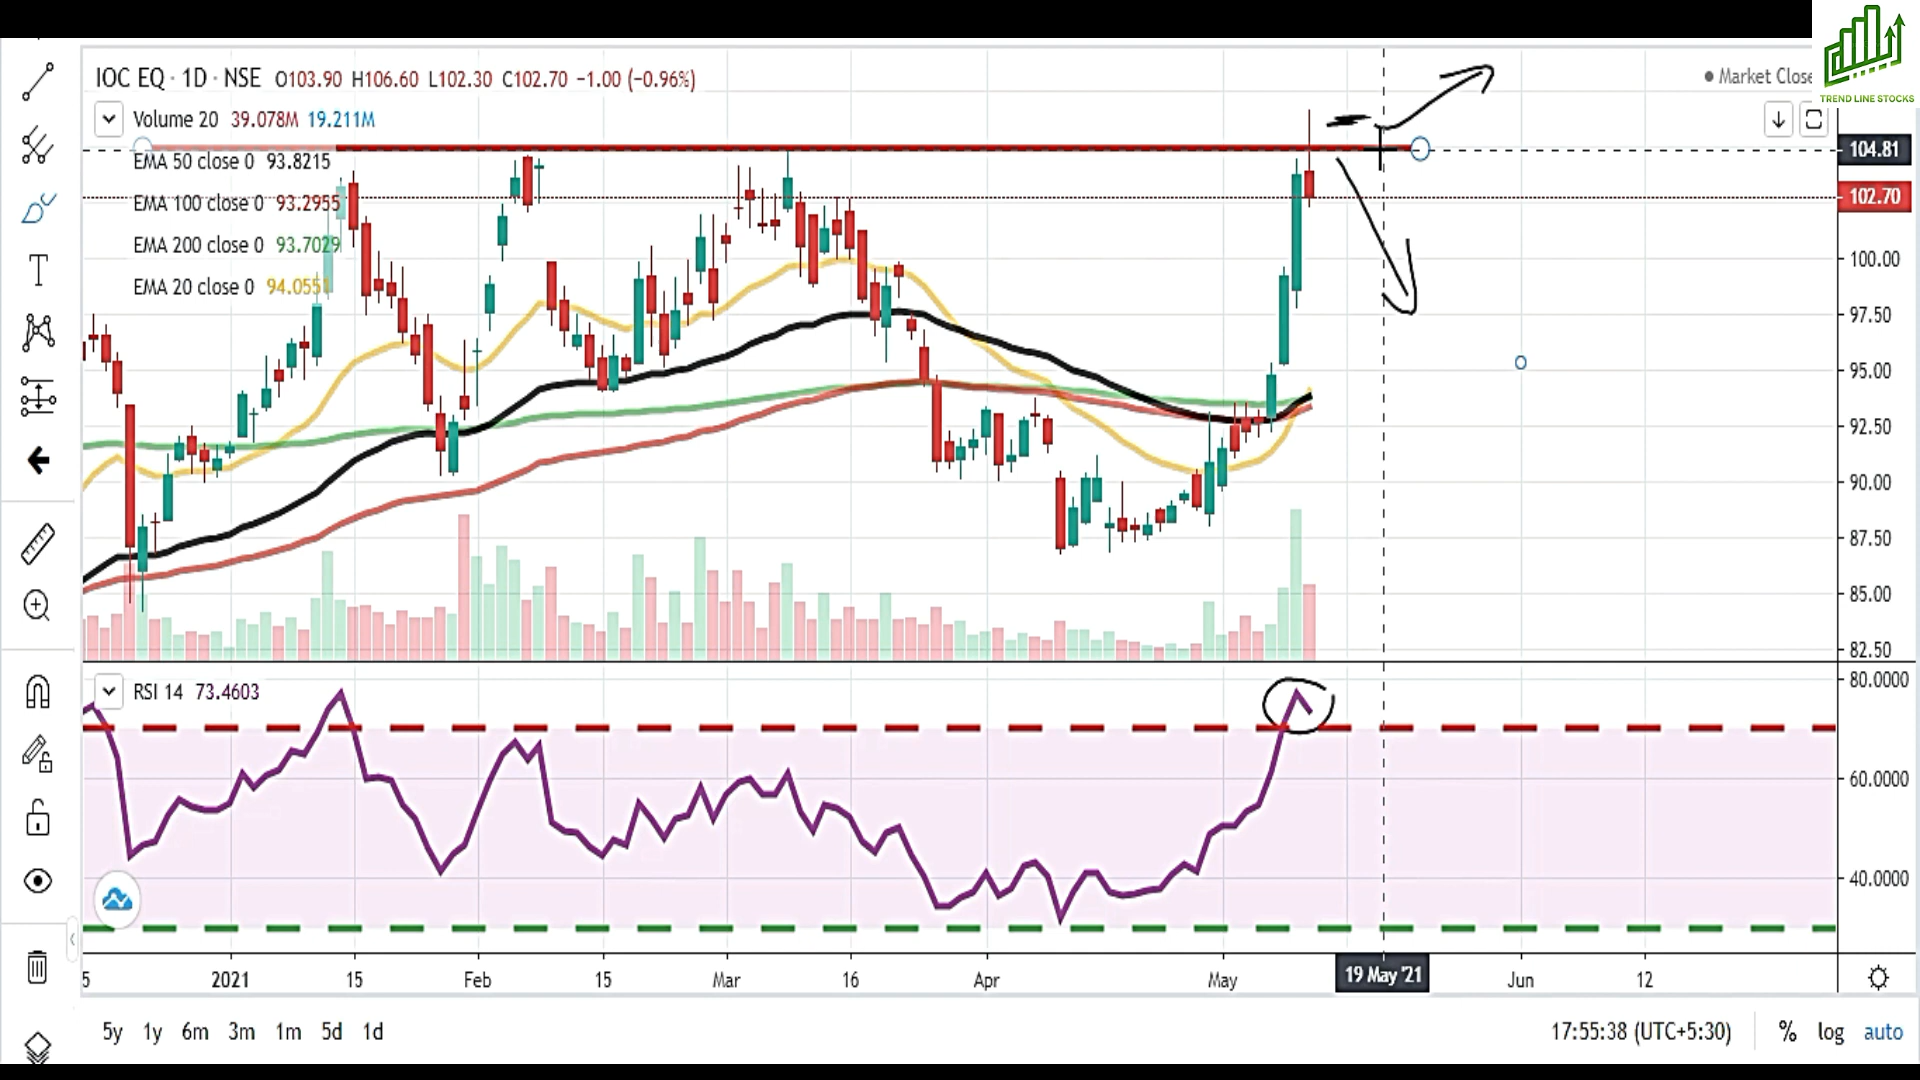 IOC EQ · 1D · NSE O103.90 H106.60 L102.30 C102.70 −1.00 (−0.96%)
Market Close
TREND LINE STOCKS
Volume 20 39.078M 19.211M
EMA 50 close 0 93.8215
EMA 100 close 0 93.2955
EMA 200 close 0 93.7029
EMA 20 close 0 94.0551
104.81
102.70
100.00
97.50
95.00
92.50
90.00
87.50
85.00
82.50
RSI 14 73.4603
80.0000
60.0000
40.0000
5 2021 15 Feb 15 Mar 16 Apr May 19 May '21 Jun 12
5y 1y 6m 3m 1m 5d 1d
17:55:38 (UTC+5:30) % log auto